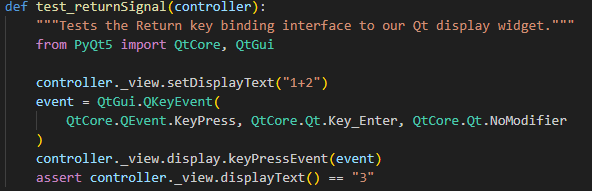 def test_returnSignal(controller):
    """Tests the Return key binding interface to our Qt display widget."""
    from PyQt5 import QtCore, QtGui

    controller._view.setDisplayText("1+2")
    event = QtGui.QKeyEvent(
        QtCore.QEvent.KeyPress, QtCore.Qt.Key_Enter, QtCore.Qt.NoModifier
    )
    controller._view.display.keyPressEvent(event)
    assert controller._view.displayText() == "3"